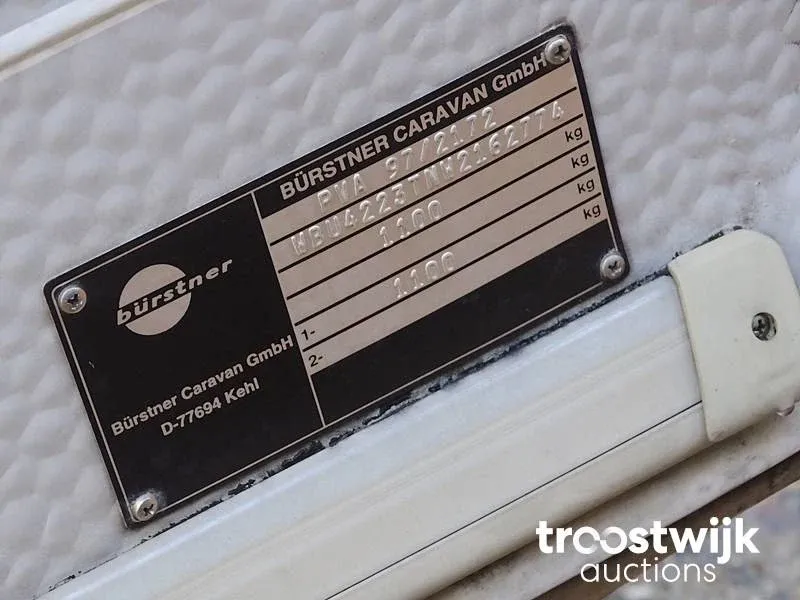 BÜRSTNER CARAVAN GmbH
PVA 97/2172
WBU4223TNW2162774
1100 kg
kg
1- 1100 kg
2- kg
bürstner
Bürstner Caravan GmbH
D-77694 Kehl
troostwijk
auctions